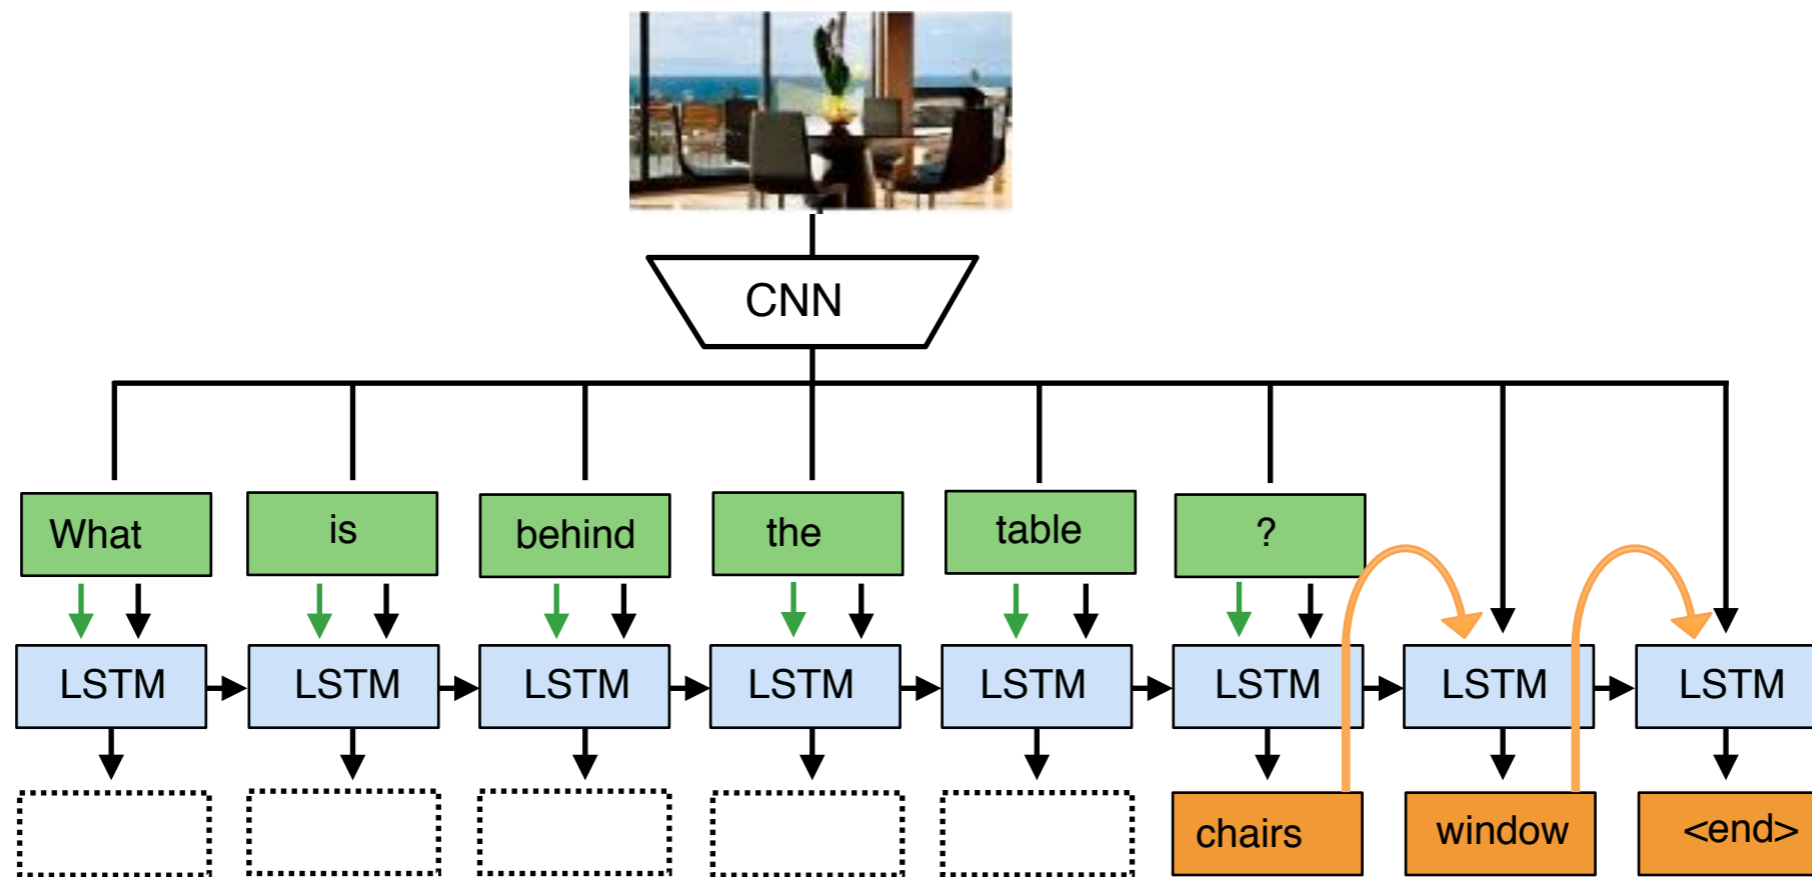 CNN
What is behind the table ?
LSTM LSTM LSTM LSTM LSTM LSTM LSTM LSTM
chairs window <end>